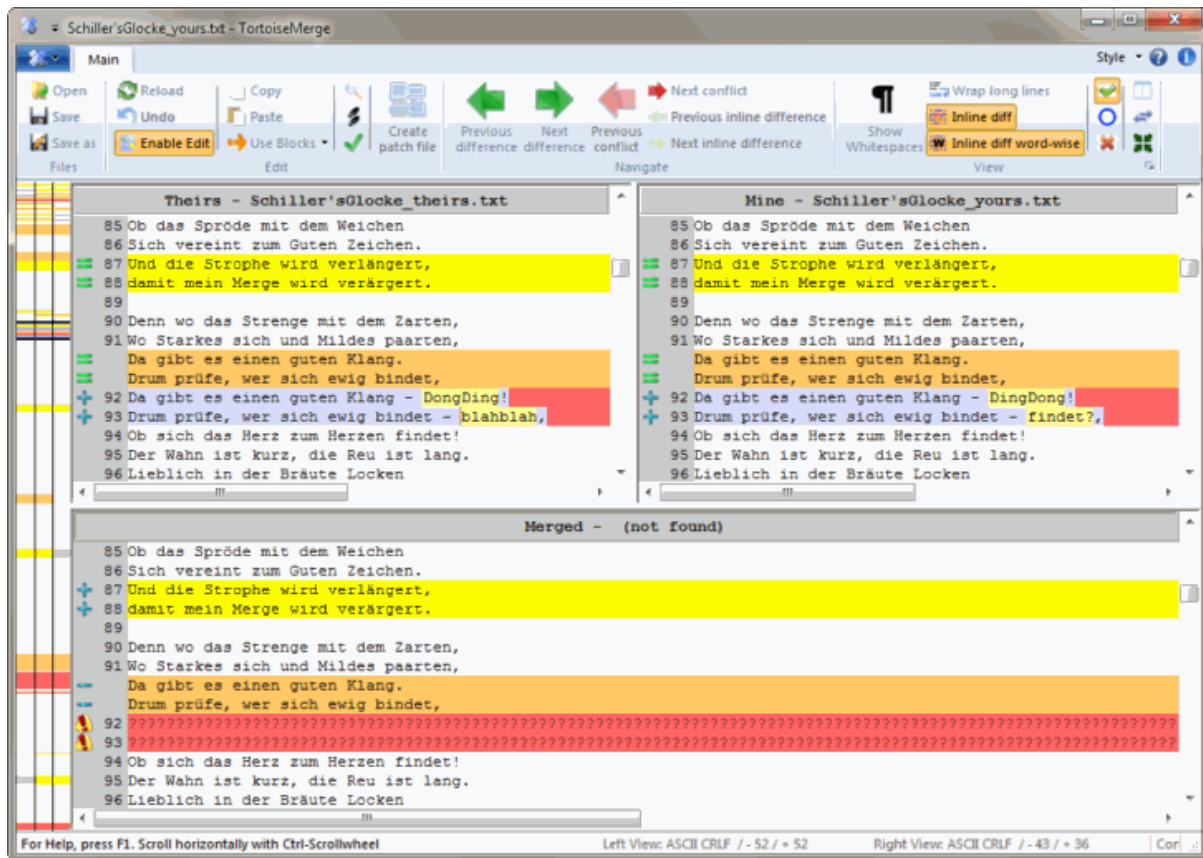 Schiller'sGlocke_yours.txt - TortoiseMerge
Main
Style
Open
Save
Save as
Files
Reload
Undo
Enable Edit
Copy
Paste
Use Blocks
Create patch file
Edit
Previous difference
Next difference
Previous conflict
Next conflict
Previous inline difference
Next inline difference
Navigate
Show Whitespaces
Wrap long lines
Inline diff
Inline diff word-wise
View
Theirs - Schiller'sGlocke_theirs.txt
85 Ob das Spröde mit dem Weichen
86 Sich vereint zum Guten Zeichen.
87 Und die Strophe wird verlängert,
88 damit mein Merge wird verärgert.
89
90 Denn wo das Strenge mit dem Zarten,
91 Wo Starkes sich und Mildes paarten,
Da gibt es einen guten Klang.
Drum prüfe, wer sich ewig bindet,
92 Da gibt es einen guten Klang - DongDing!
93 Drum prüfe, wer sich ewig bindet - blahblah,
94 Ob sich das Herz zum Herzen findet!
95 Der Wahn ist kurz, die Reu ist lang.
96 Lieblich in der Bräute Locken
Mine - Schiller'sGlocke_yours.txt
85 Ob das Spröde mit dem Weichen
86 Sich vereint zum Guten Zeichen.
87 Und die Strophe wird verlängert,
88 damit mein Merge wird verärgert.
89
90 Denn wo das Strenge mit dem Zarten,
91 Wo Starkes sich und Mildes paarten,
Da gibt es einen guten Klang.
Drum prüfe, wer sich ewig bindet,
92 Da gibt es einen guten Klang - DingDong!
93 Drum prüfe, wer sich ewig bindet - findet?,
94 Ob sich das Herz zum Herzen findet!
95 Der Wahn ist kurz, die Reu ist lang.
96 Lieblich in der Bräute Locken
Merged - (not found)
85 Ob das Spröde mit dem Weichen
86 Sich vereint zum Guten Zeichen.
87 Und die Strophe wird verlängert,
88 damit mein Merge wird verärgert.
89
90 Denn wo das Strenge mit dem Zarten,
91 Wo Starkes sich und Mildes paarten,
Da gibt es einen guten Klang.
Drum prüfe, wer sich ewig bindet,
92 ???????????????????????????????????????????????????????????????????????????????????????????????
93 ???????????????????????????????????????????????????????????????????????????????????????????????
94 Ob sich das Herz zum Herzen findet!
95 Der Wahn ist kurz, die Reu ist lang.
96 Lieblich in der Bräute Locken
For Help, press F1. Scroll horizontally with Ctrl-Scrollwheel
Left View: ASCII CRLF / - 52 / + 52
Right View: ASCII CRLF / - 43 / + 36